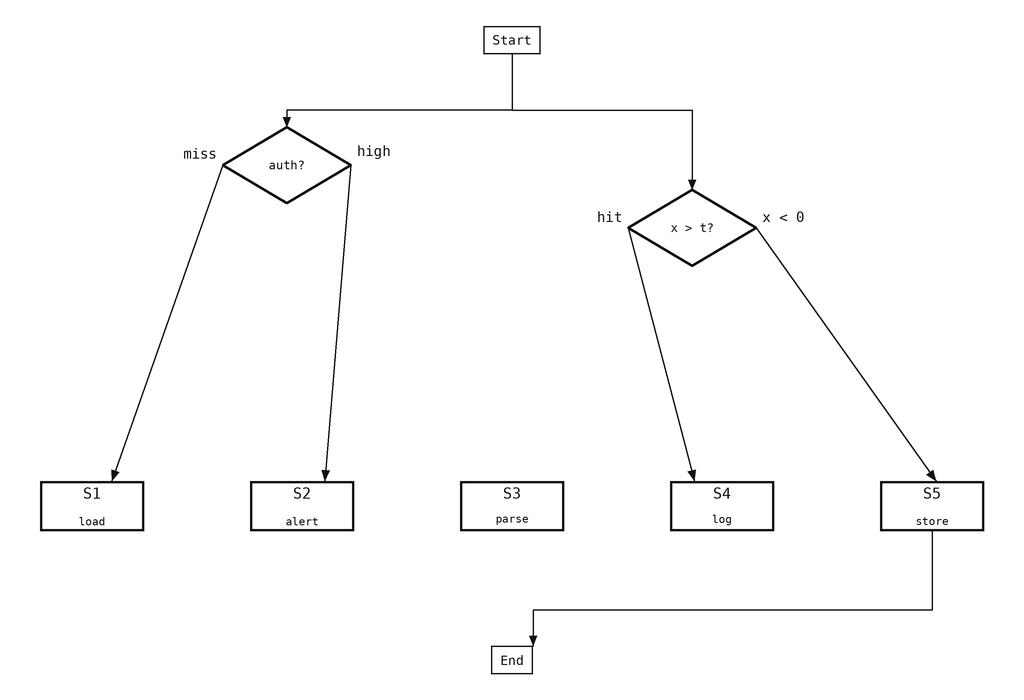 Start
miss
auth?
high
hit
x > t?
x < 0
S1
load
S2
alert
S3
parse
S4
log
S5
store
End